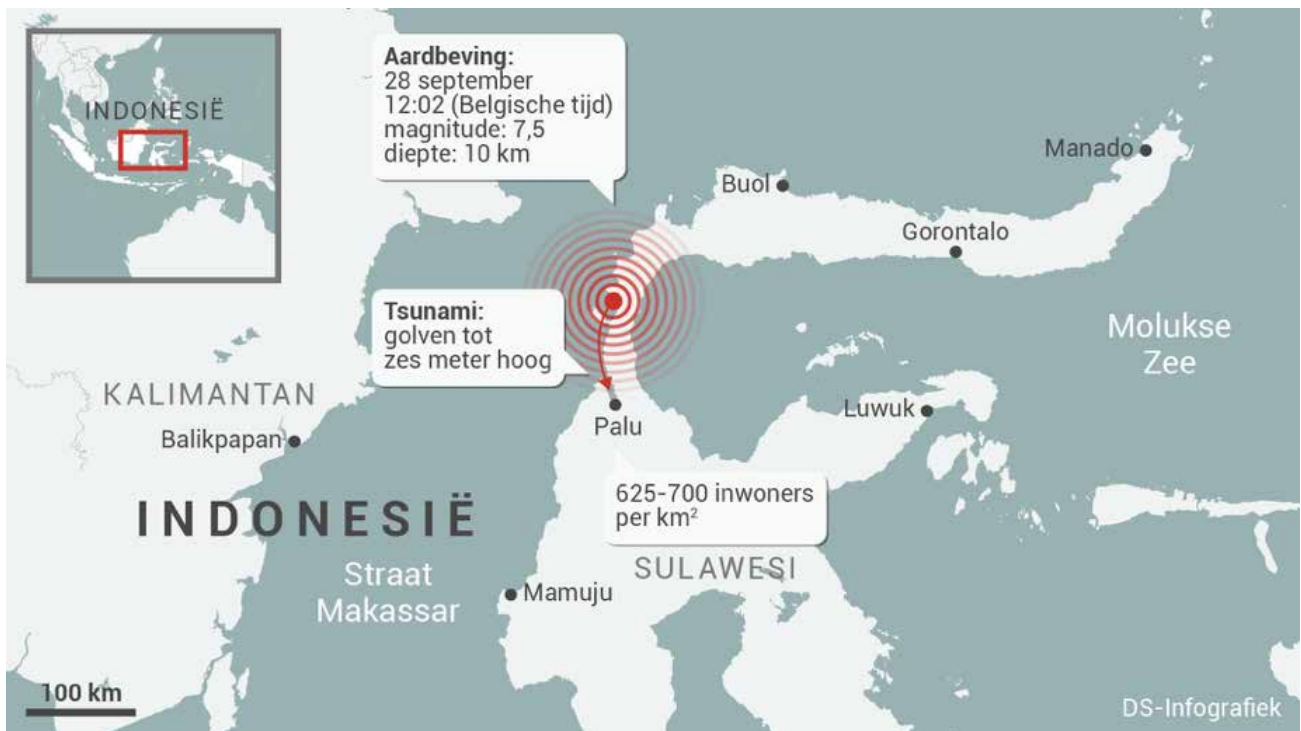 INDONESIË
Aardbeving:
28 september
12:02 (Belgische tijd)
magnitude: 7,5
diepte: 10 km
Manado
Buol
Gorontalo
Tsunami:
golven tot
zes meter hoog
Molukse
Zee
KALIMANTAN
Balikpapan
Palu
Luwuk
625-700 inwoners
per km²
INDONESIË
SULAWESI
Straat
Makassar
Mamuju
100 km
DS-Infografiek